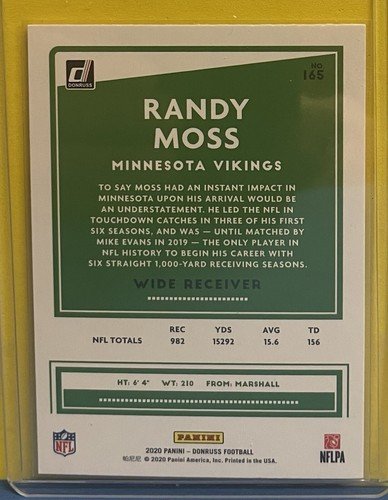 DONRUSS
NO
165
RANDY
MOSS
MINNESOTA VIKINGS
TO SAY MOSS HAD AN INSTANT IMPACT IN
MINNESOTA UPON HIS ARRIVAL WOULD BE
AN UNDERSTATEMENT. HE LED THE NFL IN
TOUCHDOWN CATCHES IN THREE OF HIS FIRST
SIX SEASONS, AND WAS — UNTIL MATCHED BY
MIKE EVANS IN 2019 — THE ONLY PLAYER IN
NFL HISTORY TO BEGIN HIS CAREER WITH
SIX STRAIGHT 1,000-YARD RECEIVING SEASONS.
WIDE RECEIVER
REC YDS AVG TD
NFL TOTALS 982 15292 15.6 156
HT: 6' 4" WT: 210 FROM: MARSHALL
NFL
PANINI
NFLPA
2020 PANINI – DONRUSS FOOTBALL
帕尼尼 © 2020 Panini America, Inc. Printed in the USA.